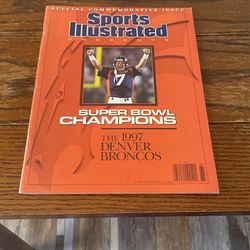 SPECIAL COMMEMORATIVE ISSUE
Sports
Illustrated
7
SUPER BOWL
CHAMPIONS
THE 1997
DENVER
BRONCOS